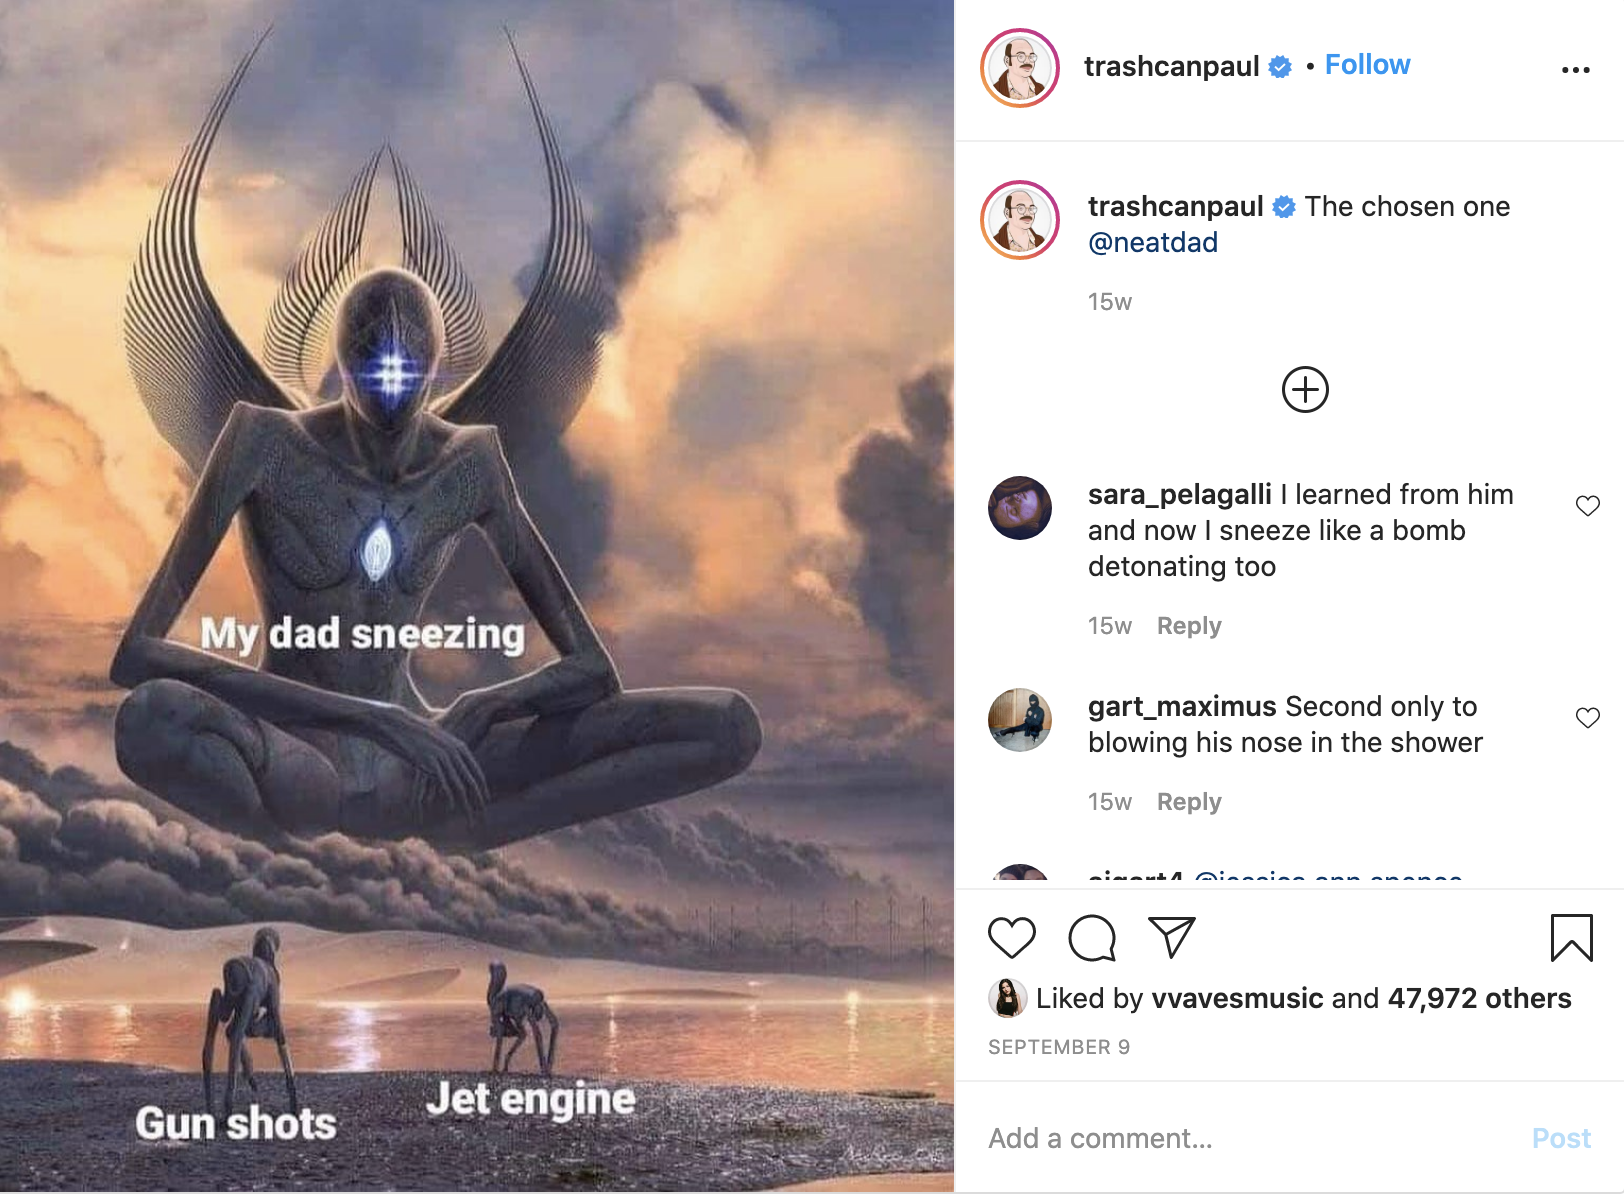 My dad sneezing
Gun shots
Jet engine
trashcanpaul • Follow
trashcanpaul The chosen one
@neatdad
15w
sara_pelagalli I learned from him
and now I sneeze like a bomb
detonating too
15w Reply
gart_maximus Second only to
blowing his nose in the shower
15w Reply
Liked by vvavesmusic and 47,972 others
SEPTEMBER 9
Add a comment...
Post